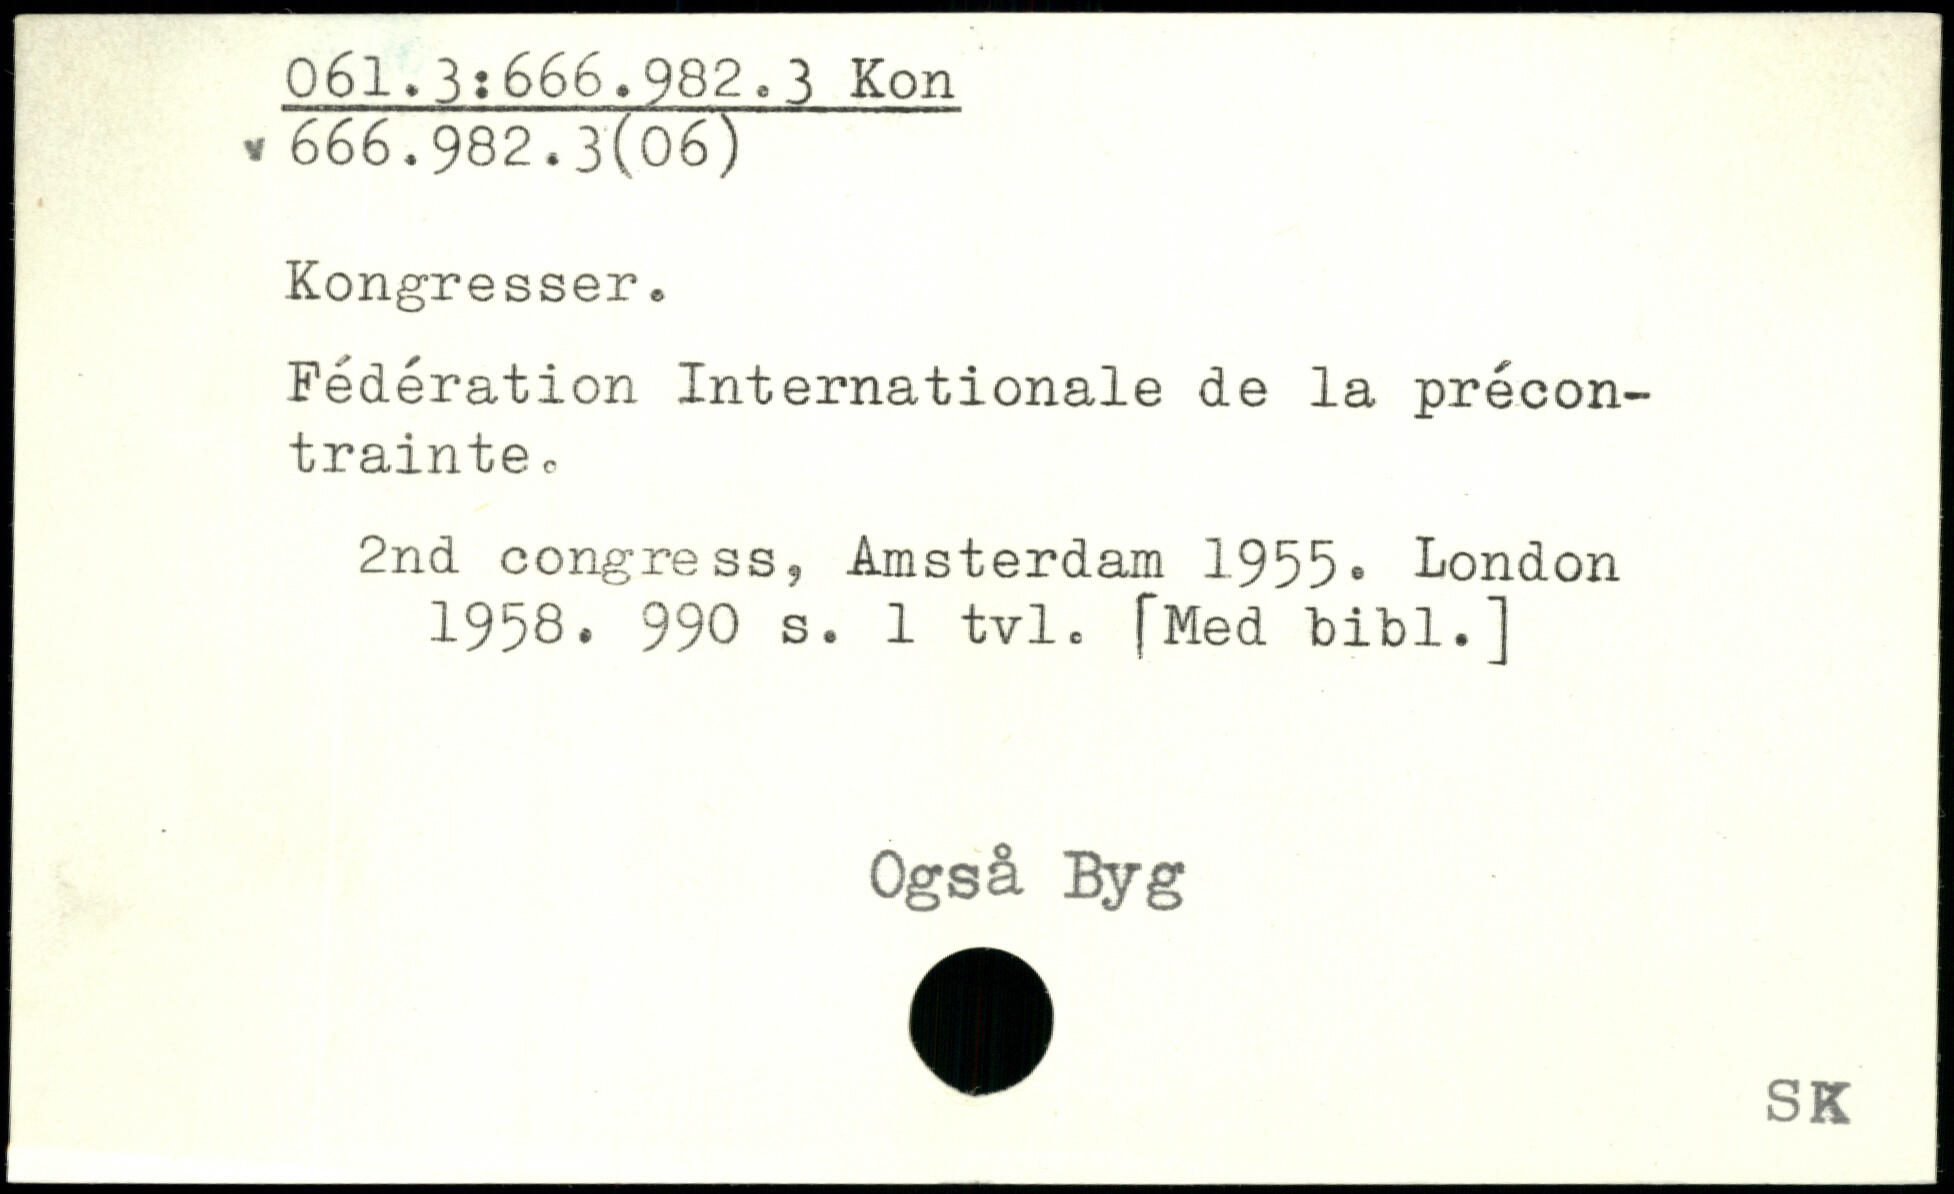 061.3:666.982.3 Kon
v 666.982.3(06)
Kongresser.
Fédération Internationale de la précon-
trainte.
2nd congress, Amsterdam 1955. London
1958. 990 s. 1 tvl. [Med bibl.]
Også Byg
SK